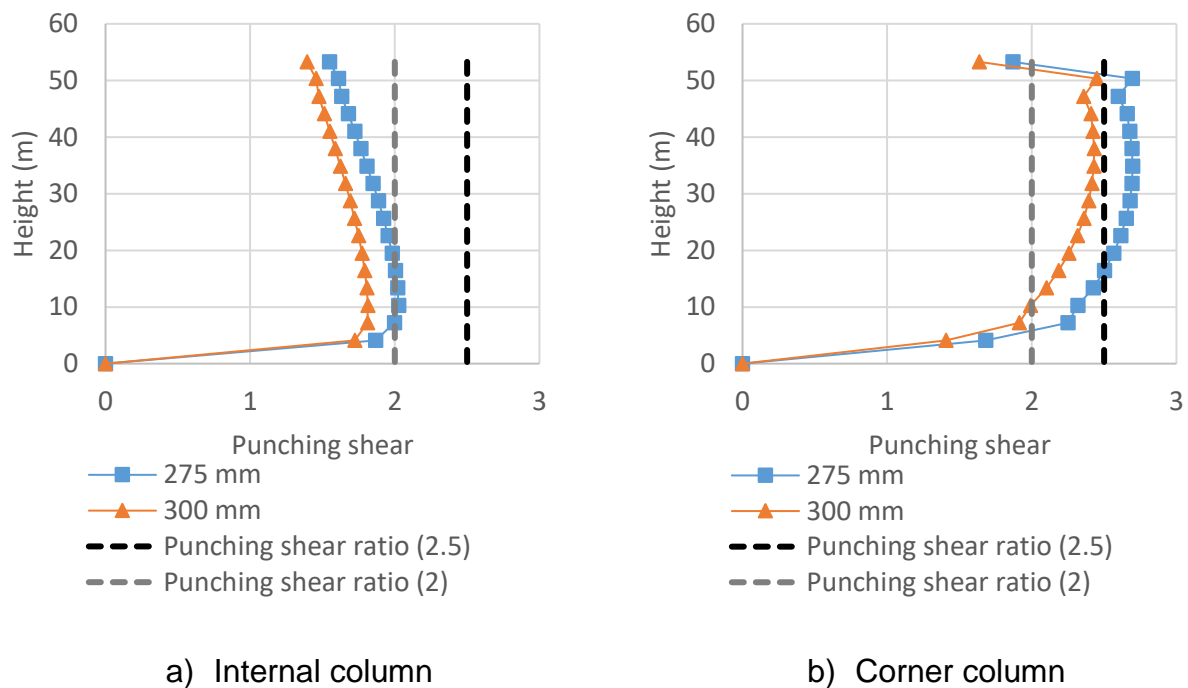 60
50
40
30
20
10
0
Height (m)
0 1 2 3
Punching shear
275 mm
300 mm
Punching shear ratio (2.5)
Punching shear ratio (2)
a) Internal column
60
50
40
30
20
10
0
Height (m)
0 1 2 3
Punching shear
275 mm
300 mm
Punching shear ratio (2.5)
Punching shear ratio (2)
b) Corner column